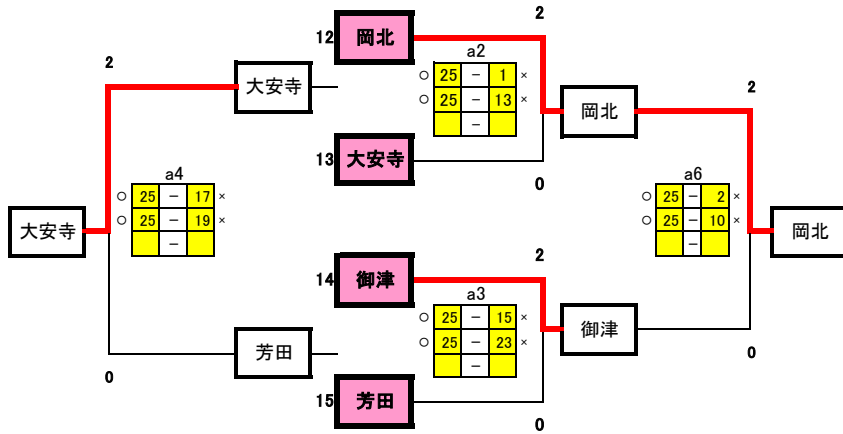 2
12 岡北
a2
2
大安寺
○ 25 － 1 ×
2
○ 25 － 13 ×
－
岡北
13 大安寺
0
a4
○ 25 － 17 ×
○ 25 － 19 ×
－
a6
○ 25 － 2 ×
○ 25 － 10 ×
－
大安寺
岡北
2
14 御津
a3
○ 25 － 15 ×
○ 25 － 23 ×
－
御津
芳田
0
0
15 芳田
0